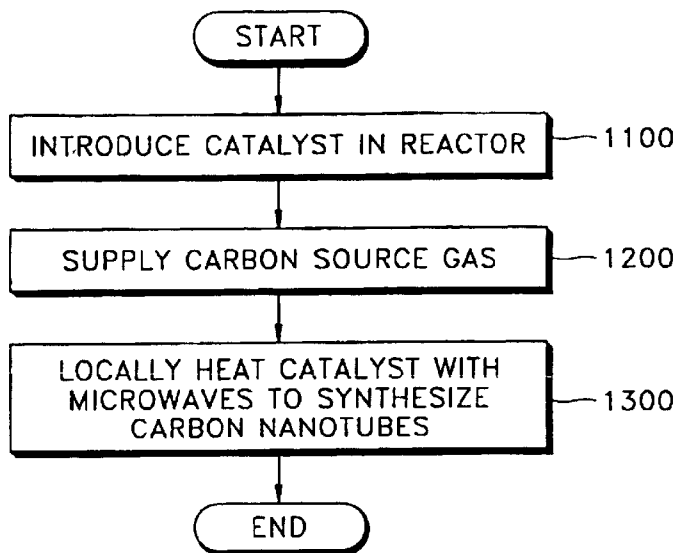 START
INTRODUCE CATALYST IN REACTOR
1100
SUPPLY CARBON SOURCE GAS
1200
LOCALLY HEAT CATALYST WITH
MICROWAVES TO SYNTHESIZE
CARBON NANOTUBES
1300
END